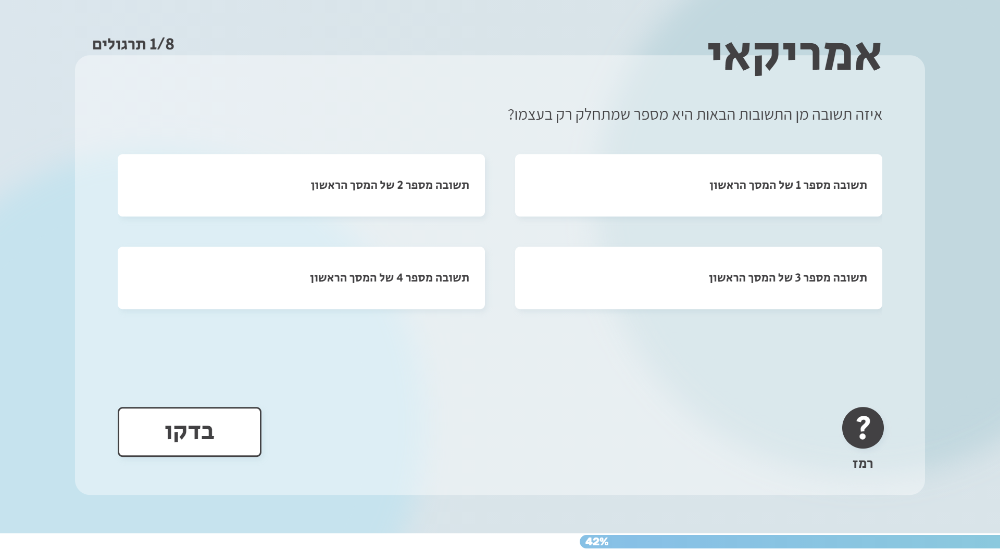 אמריקאי
1/8 תרגולים
איזה תשובה מן התשובות הבאות היא מספר שמתחלק רק בעצמו?
תשובה מספר 1 של המסך הראשון
תשובה מספר 2 של המסך הראשון
תשובה מספר 3 של המסך הראשון
תשובה מספר 4 של המסך הראשון
?
רמז
בדקו
42%